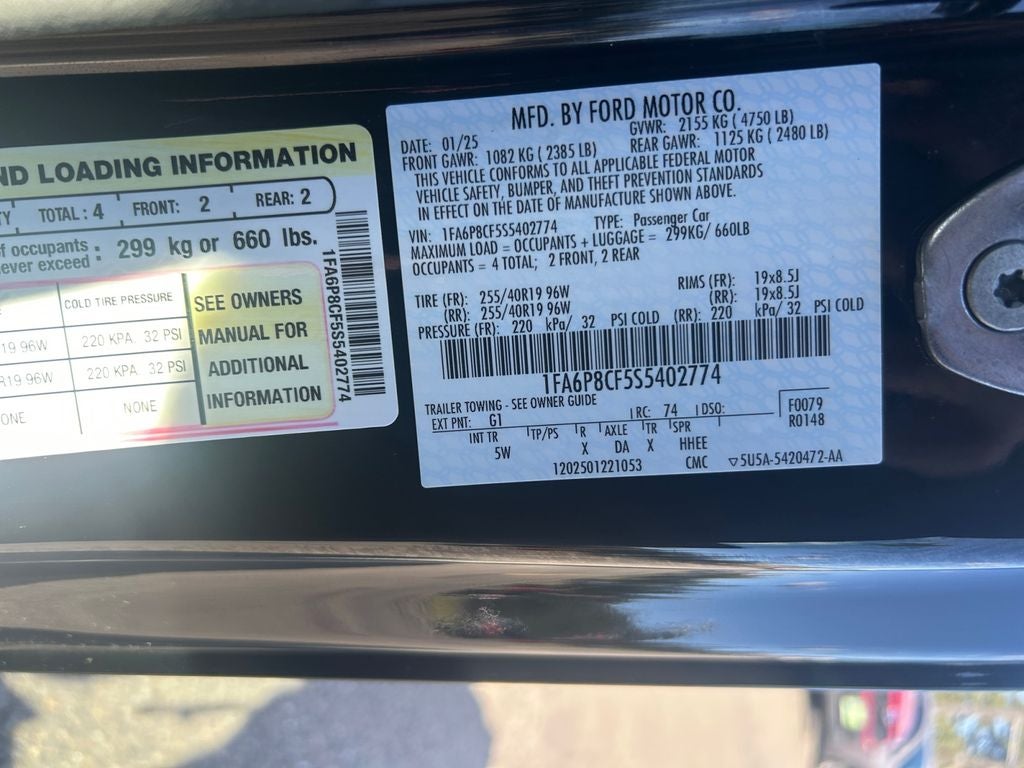 ND LOADING INFORMATION
TY TOTAL: 4 FRONT: 2 REAR: 2
of occupants
never exceed : 299 kg or 660 lbs.
COLD TIRE PRESSURE
R19 96W 220 KPA. 32 PSI
R19 96W 220 KPA. 32 PSI
ONE NONE
SEE OWNERS
MANUAL FOR
ADDITIONAL
INFORMATION
1FA6P8CF5S5402774
MFD. BY FORD MOTOR CO.
DATE: 01/25 GVWR: 2155 KG ( 4750 LB)
FRONT GAWR: 1082 KG ( 2385 LB) REAR GAWR: 1125 KG ( 2480 LB)
THIS VEHICLE CONFORMS TO ALL APPLICABLE FEDERAL MOTOR
VEHICLE SAFETY, BUMPER, AND THEFT PREVENTION STANDARDS
IN EFFECT ON THE DATE OF MANUFACTURE SHOWN ABOVE.
VIN: 1FA6P8CF5S5402774 TYPE: Passenger Car
MAXIMUM LOAD = OCCUPANTS + LUGGAGE = 299KG/ 660LB
OCCUPANTS = 4 TOTAL; 2 FRONT, 2 REAR
TIRE (FR): 255/40R19 96W RIMS (FR): 19x8.5J
(RR): 255/40R19 96W (RR): 19x8.5J
PRESSURE (FR): 220 kPa/ 32 PSI COLD (RR): 220 kPa/ 32 PSI COLD
1FA6P8CF5S5402774
TRAILER TOWING - SEE OWNER GUIDE
EXT PNT: G1 RC: 74 DSO: F0079
R0148
INT TR TP/PS R AXLE TR SPR
5W X DA X HHEE
1202501221053 CMC ▽5U5A-5420472-AA